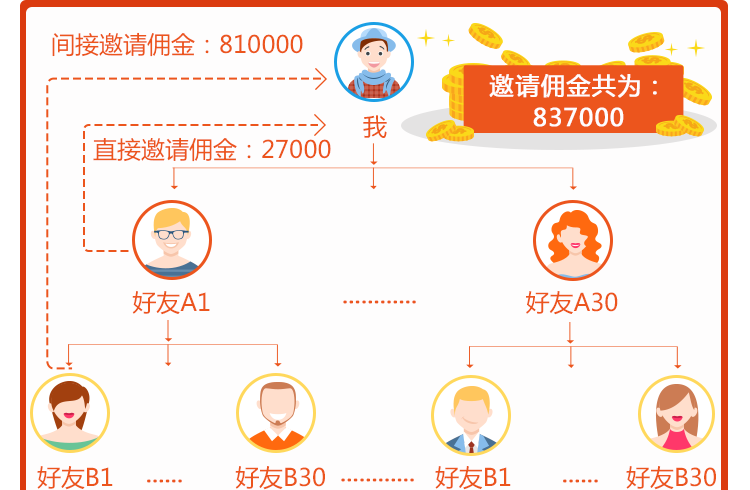 间接邀请佣金：810000
邀请佣金共为：
837000
我
直接邀请佣金：27000
好友A1
............
好友A30
好友B1
......
好友B30
............
好友B1
......
好友B30